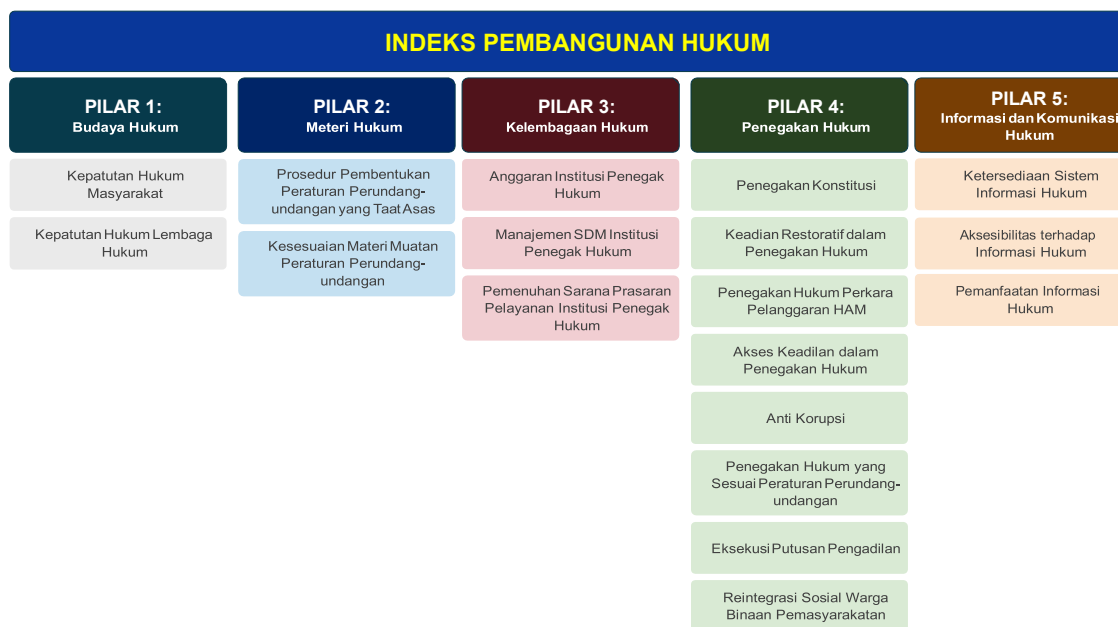 INDEKS PEMBANGUNAN HUKUM
PILAR 1:
Budaya Hukum
Kepatutan Hukum
Masyarakat
Kepatutan Hukum Lembaga
Hukum
PILAR 2:
Meteri Hukum
Prosedur Pembentukan
Peraturan Perundang-
undangan yang Taat Asas
Kesesuaian Materi Muatan
Peraturan Perundang-
undangan
PILAR 3:
Kelembagaan Hukum
Anggaran Institusi Penegak
Hukum
Manajemen SDM Institusi
Penegak Hukum
Pemenuhan Sarana Prasaran
Pelayanan Institusi Penegak
Hukum
PILAR 4:
Penegakan Hukum
Penegakan Konstitusi
Keadian Restoratif dalam
Penegakan Hukum
Penegakan Hukum Perkara
Pelanggaran HAM
Akses Keadilan dalam
Penegakan Hukum
Anti Korupsi
Penegakan Hukum yang
Sesuai Peraturan Perundang-
undangan
Eksekusi Putusan Pengadilan
Reintegrasi Sosial Warga
Binaan Pemasyarakatan
PILAR 5:
Informasi dan Komunikasi
Hukum
Ketersediaan Sistem
Informasi Hukum
Aksesibilitas terhadap
Informasi Hukum
Pemanfaatan Informasi
Hukum